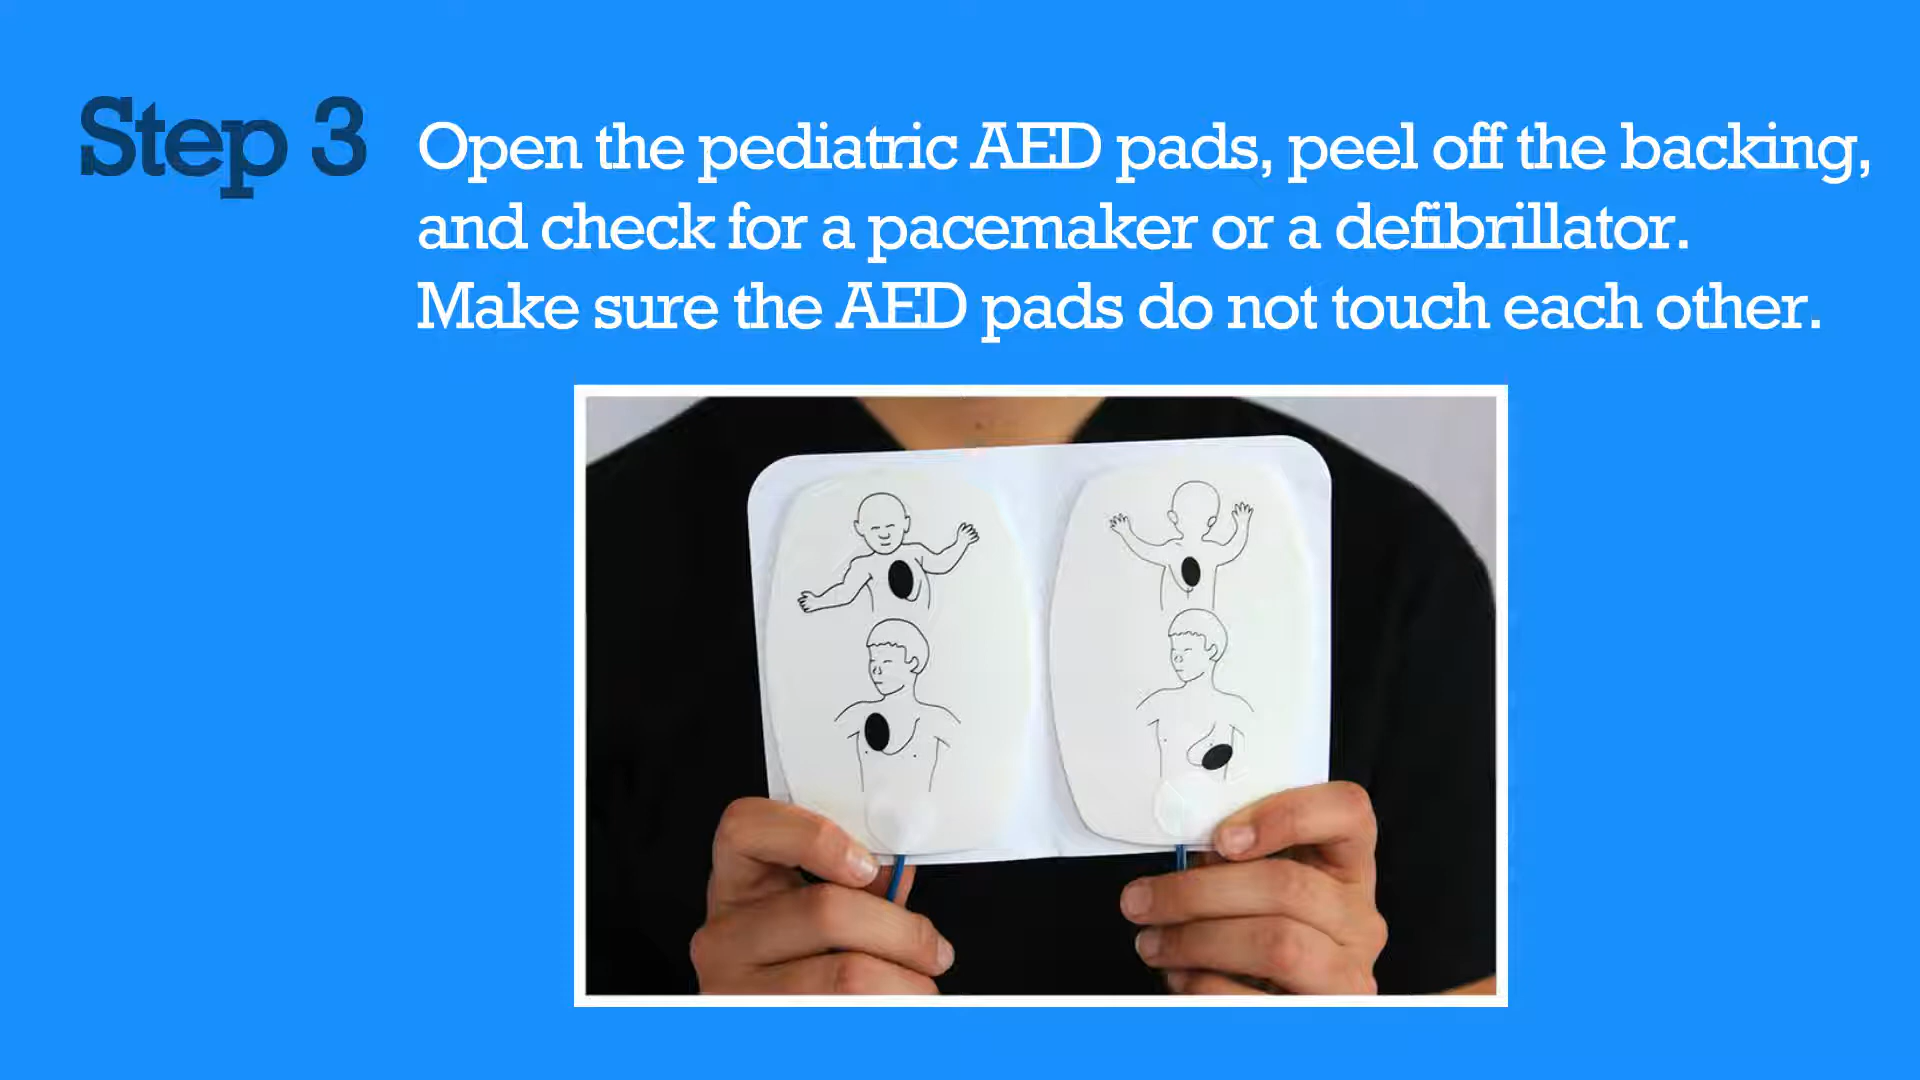 Step 3
Open the pediatric AED pads, peel off the backing,
and check for a pacemaker or a defibrillator.
Make sure the AED pads do not touch each other.